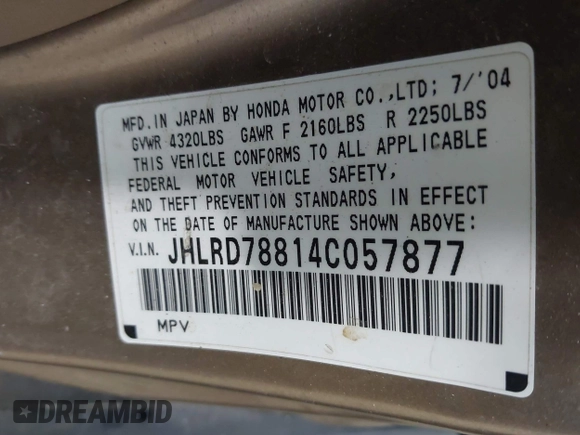 MFD. IN JAPAN BY HONDA MOTOR CO.,LTD; 7/'04
GVWR 4320LBS GAWR F 2160LBS R 2250LBS
THIS VEHICLE CONFORMS TO ALL APPLICABLE
FEDERAL MOTOR VEHICLE SAFETY,
AND THEFT PREVENTION STANDARDS IN EFFECT
ON THE DATE OF MANUFACTURE SHOWN ABOVE:
V.I.N. JHLRD78814C057877
MPV
DREAMBID